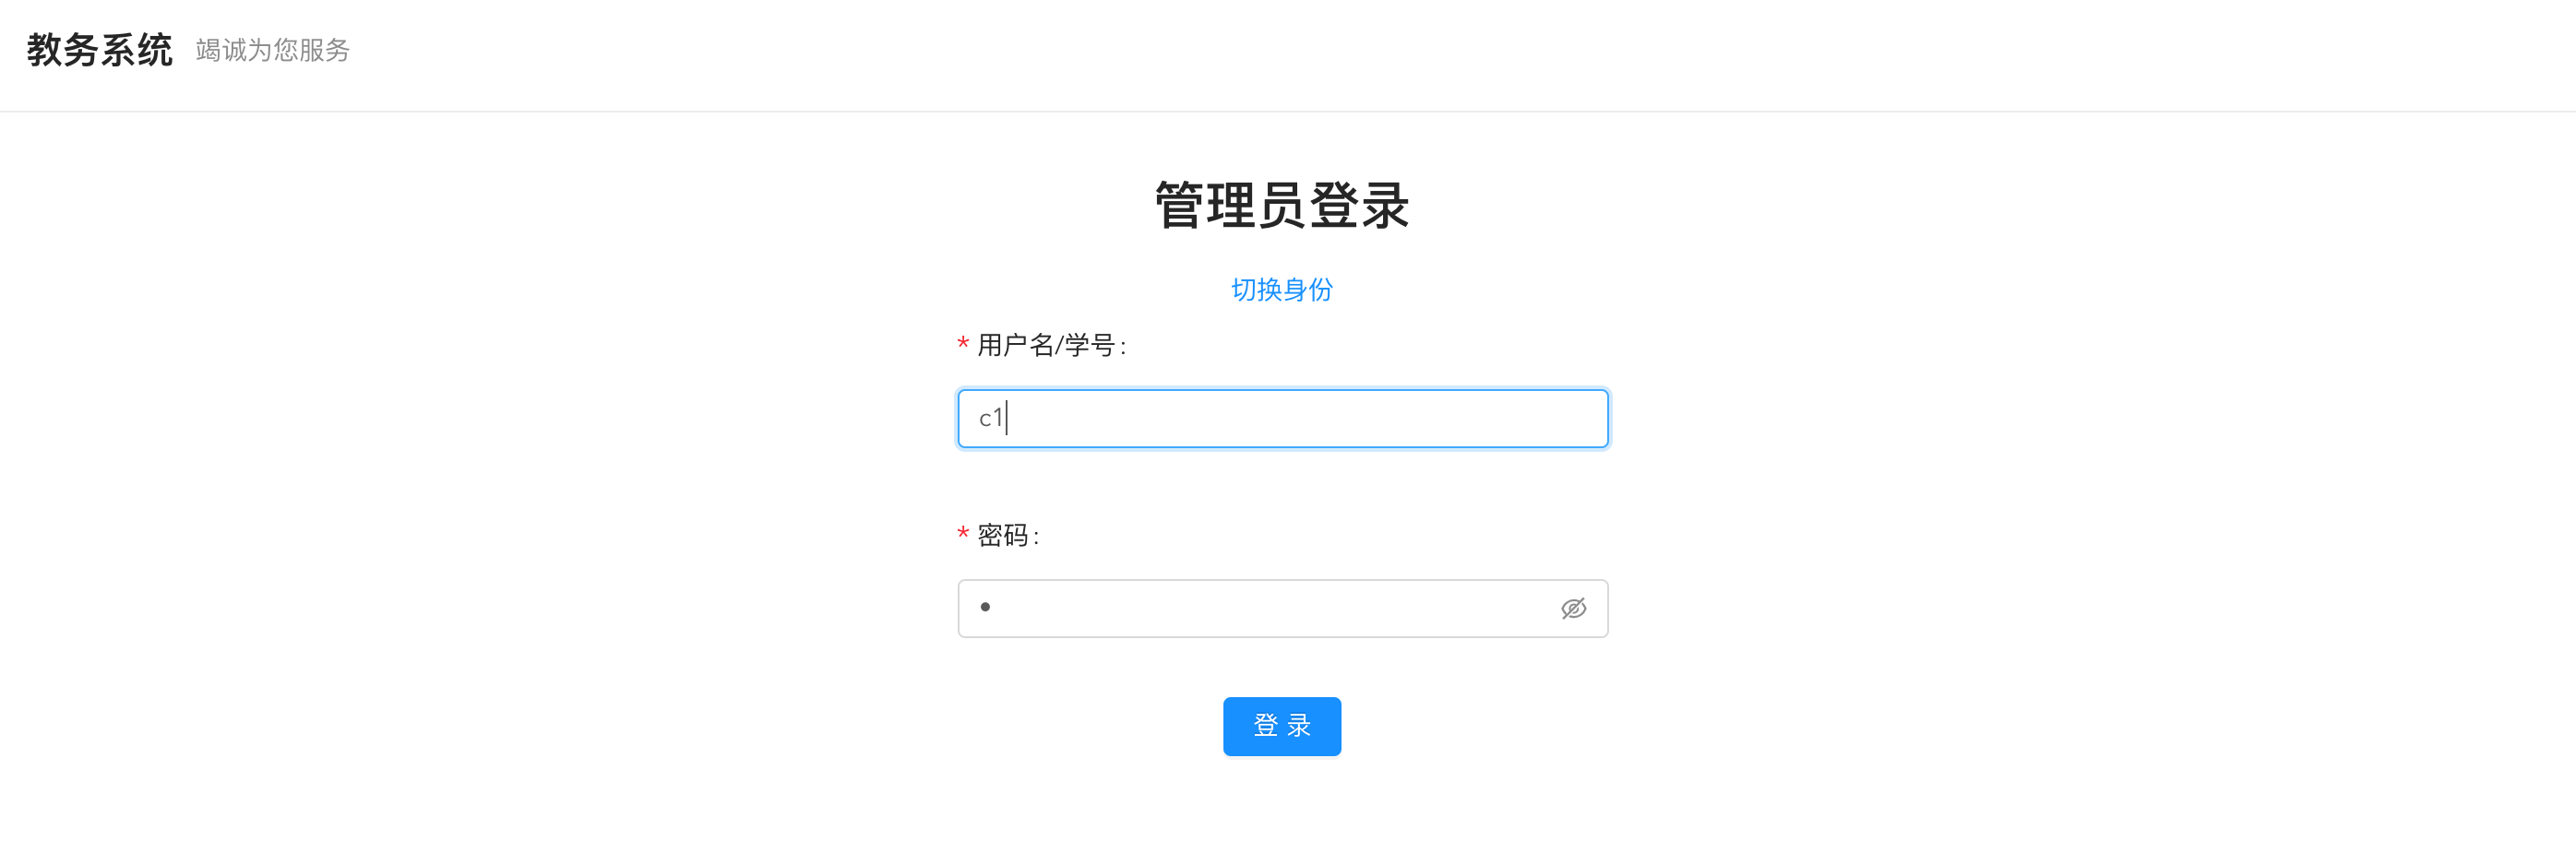 教务系统 竭诚为您服务
管理员登录
切换身份
* 用户名/学号:
c1
* 密码:
•
登 录